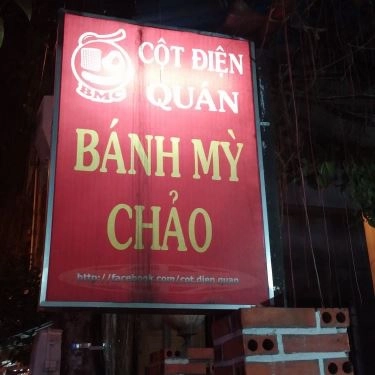 CỘT ĐIỆN
BMC
QUÁN
BÁNH MỲ
CHẢO
http://facebook.com/cot.dien.quan